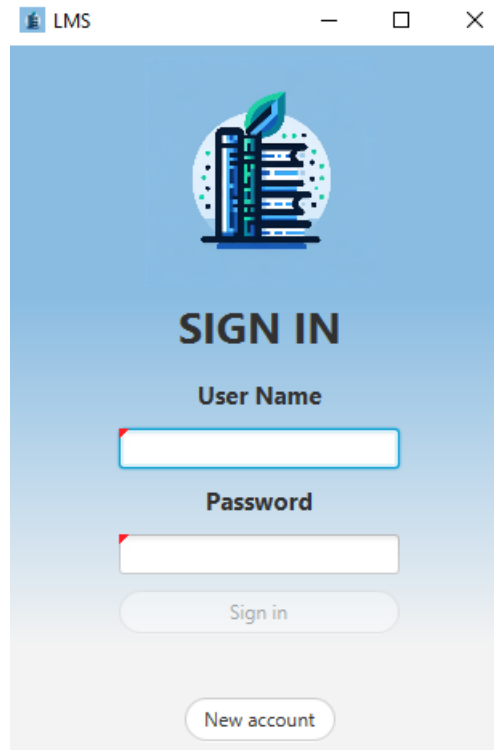 LMS
SIGN IN
User Name
Password
Sign in
New account